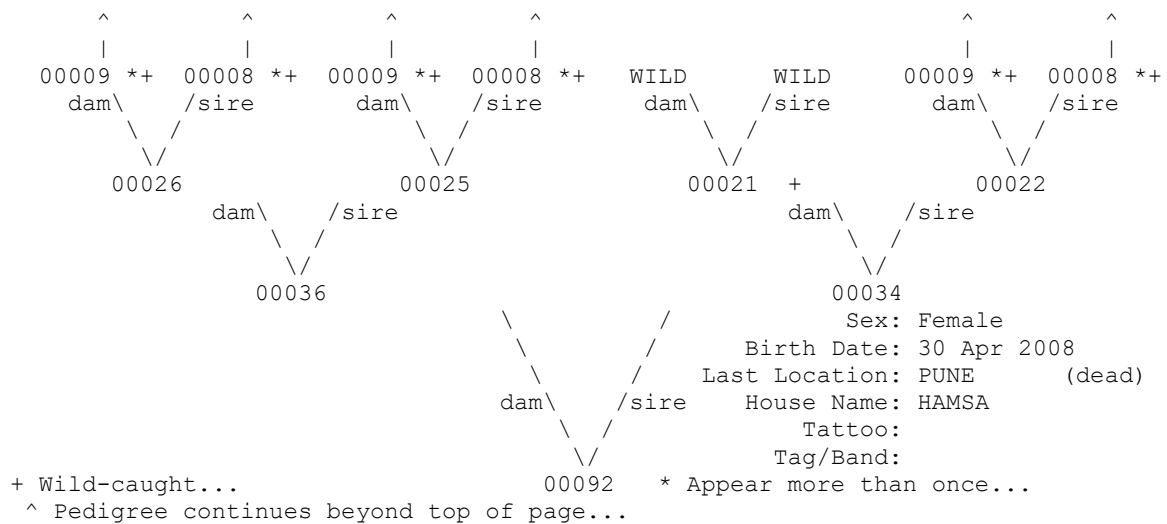 ^ ^ ^ ^ ^ ^
| | | | | |
00009 *+ 00008 *+ 00009 *+ 00008 *+ WILD WILD 00009 *+ 00008 *+
dam\ /sire dam\ /sire dam\ /sire dam\ /sire
\ / \ / \ / \ /
\/ \/ \/ \/
00026 00025 00021 + 00022
dam\ /sire dam\ /sire
\ / \ /
\/ \/
00036 00034
\ / Sex: Female
\ / Birth Date: 30 Apr 2008
\ / Last Location: PUNE (dead)
dam\ /sire House Name: HAMSA
\ / Tattoo:
\/ Tag/Band:
+ Wild-caught... 00092 * Appear more than once...
^ Pedigree continues beyond top of page...